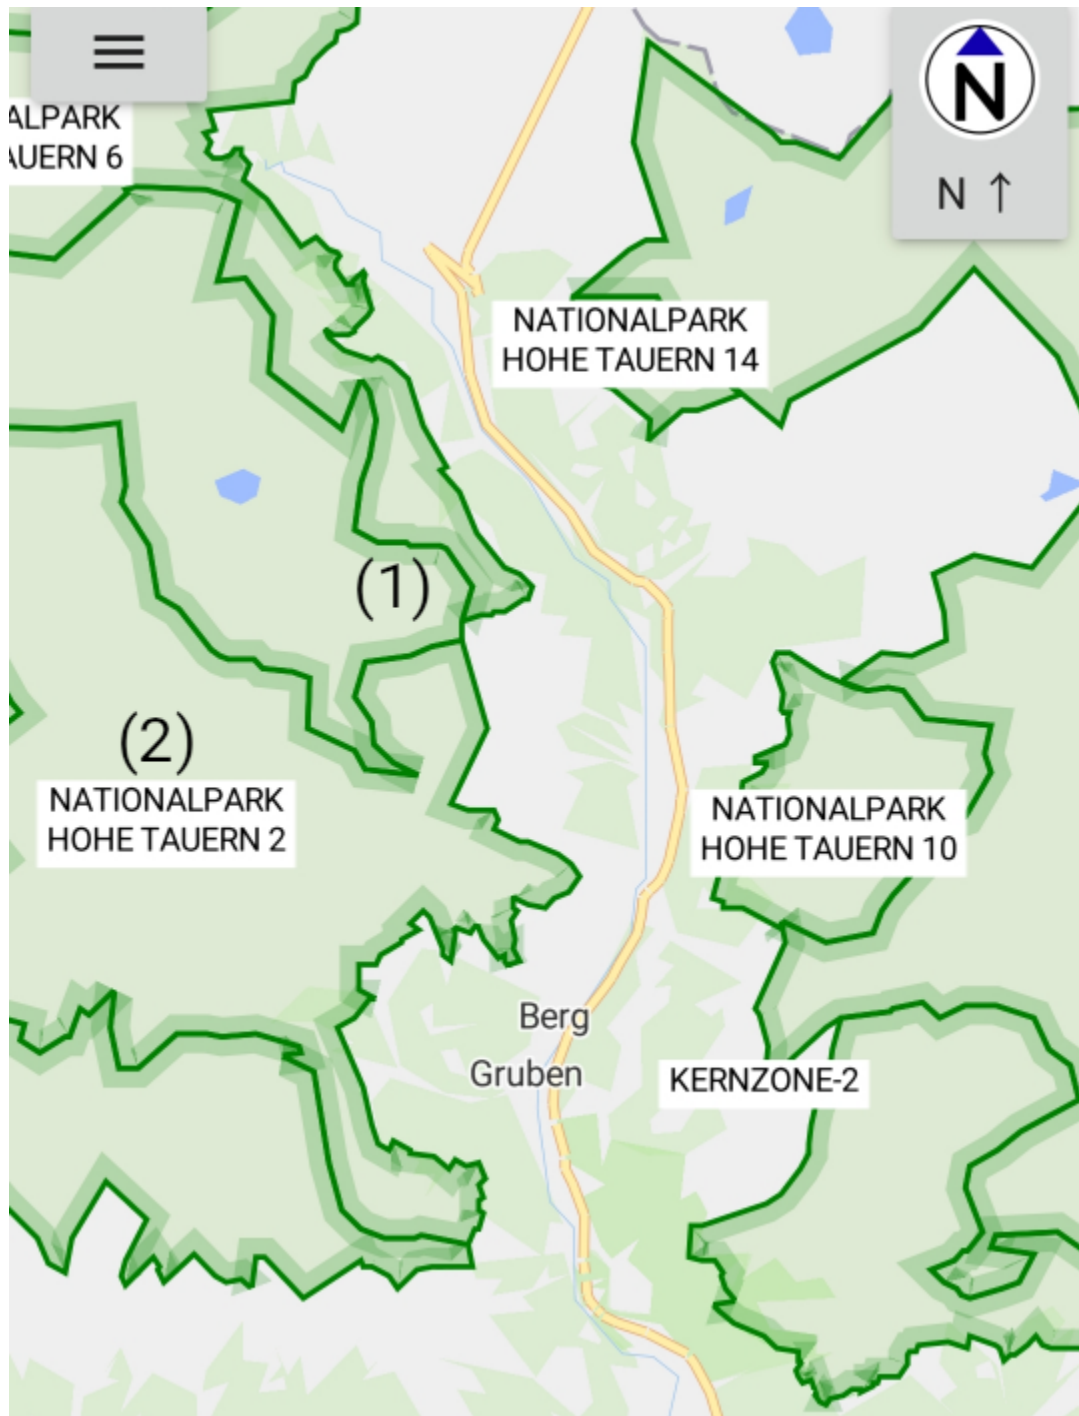 ALPARK
AUERN 6
N
N ↑
NATIONALPARK
HOHE TAUERN 14
(1)
(2)
NATIONALPARK
HOHE TAUERN 2
NATIONALPARK
HOHE TAUERN 10
Berg
Gruben
KERNZONE-2